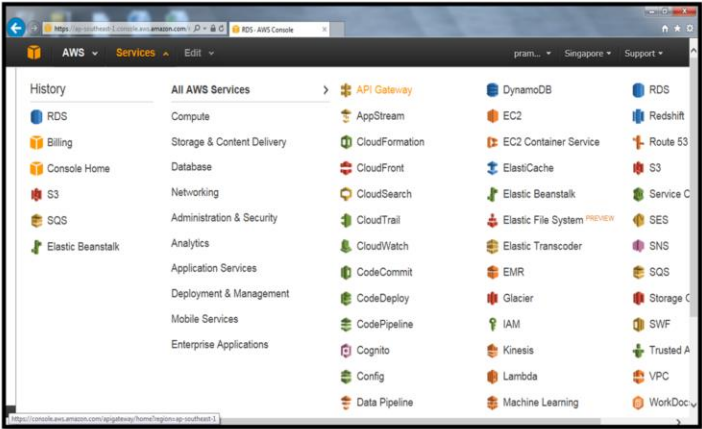 https://ap-southeast-1.console.aws.amazon.com/
RDS - AWS Console
AWS Services Edit pram... Singapore Support
History
RDS
Billing
Console Home
S3
SQS
Elastic Beanstalk
All AWS Services
Compute
Storage & Content Delivery
Database
Networking
Administration & Security
Analytics
Application Services
Deployment & Management
Mobile Services
Enterprise Applications
API Gateway
AppStream
CloudFormation
CloudFront
CloudSearch
CloudTrail
CloudWatch
CodeCommit
CodeDeploy
CodePipeline
Cognito
Config
Data Pipeline
DynamoDB
EC2
EC2 Container Service
ElastiCache
Elastic Beanstalk
Elastic File System PREVIEW
Elastic Transcoder
EMR
Glacier
IAM
Kinesis
Lambda
Machine Learning
RDS
Redshift
Route 53
S3
Service C
SES
SNS
SQS
Storage G
SWF
Trusted A
VPC
WorkDoc
https://console.aws.amazon.com/apigateway/home?region=ap-southeast-1